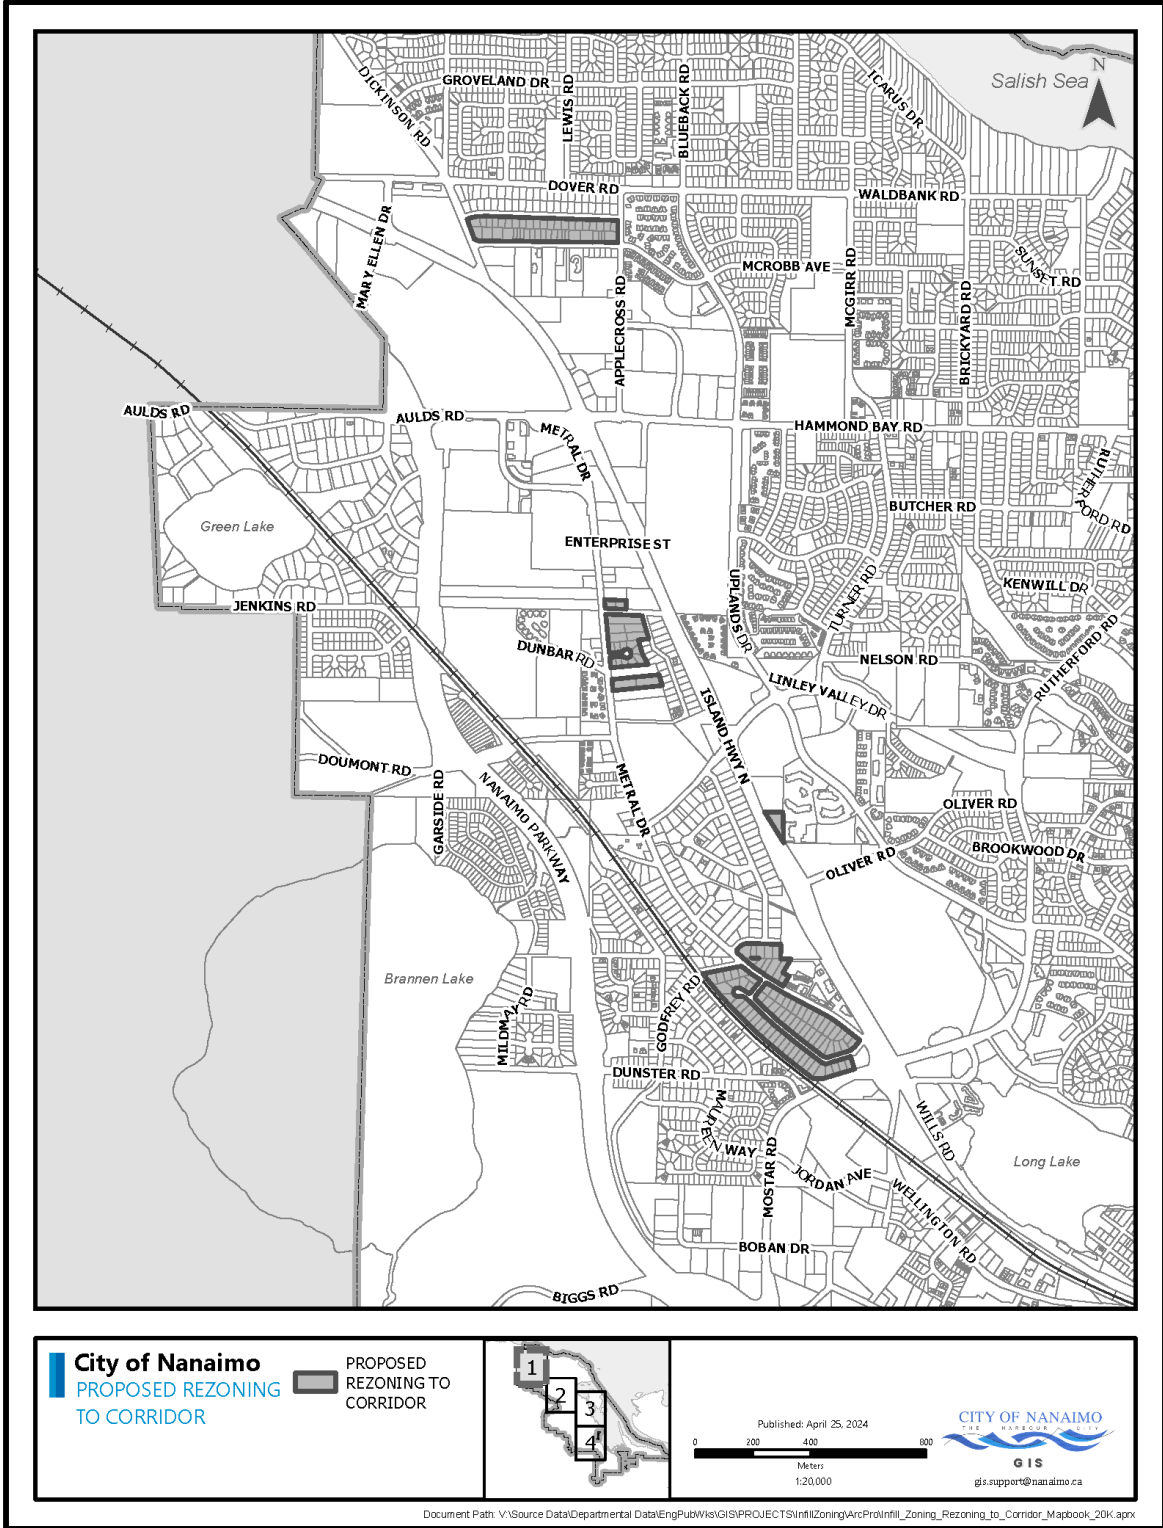 N
Salish Sea
DICKINSON RD
GROVELAND DR
LEWIS RD
BLUEBACK RD
ICARUS DR
DOVER RD
WALDBANK RD
MARY ELLEN DR
APPLECROSS RD
MCROBB AVE
MCGIRR RD
SUNSET RD
BRICKYARD RD
AULDS RD
AULDS RD
METRAL DR
HAMMOND BAY RD
RUTHERFORD RD
Green Lake
BUTCHER RD
ENTERPRISE ST
UPLANDS DR
TURNER RD
KENWILL DR
JENKINS RD
DUNBAR RD
NELSON RD
RUTHERFORD RD
LINLEY VALLEY DR
ISLAND HWY N
DOUMONT RD
GARSIDE RD
NANAIMO PARKWAY
METRAL DR
OLIVER RD
OLIVER RD
BROOKWOOD DR
Brannen Lake
MILDMAY RD
GODFREY RD
DUNSTER RD
MAUREEN WAY
WILLS RD
Long Lake
MOSTAR RD
JORDAN AVE
WELLINGTON RD
BOBAN DR
BIGGS RD
City of Nanaimo
PROPOSED REZONING
TO CORRIDOR
PROPOSED
REZONING TO
CORRIDOR
1
2
3
4
Published: April 25, 2024
0 200 400 800
Meters
1:20,000
CITY OF NANAIMO
THE HARBOUR CITY
GIS
gis.support@nanaimo.ca
Document Path: V:\Source Data\Departmental Data\EngPubWks\GIS\PROJECTS\InfillZoning\ArcPro\Infill_Zoning_Rezoning_to_Corridor_Mapbook_20K.aprx